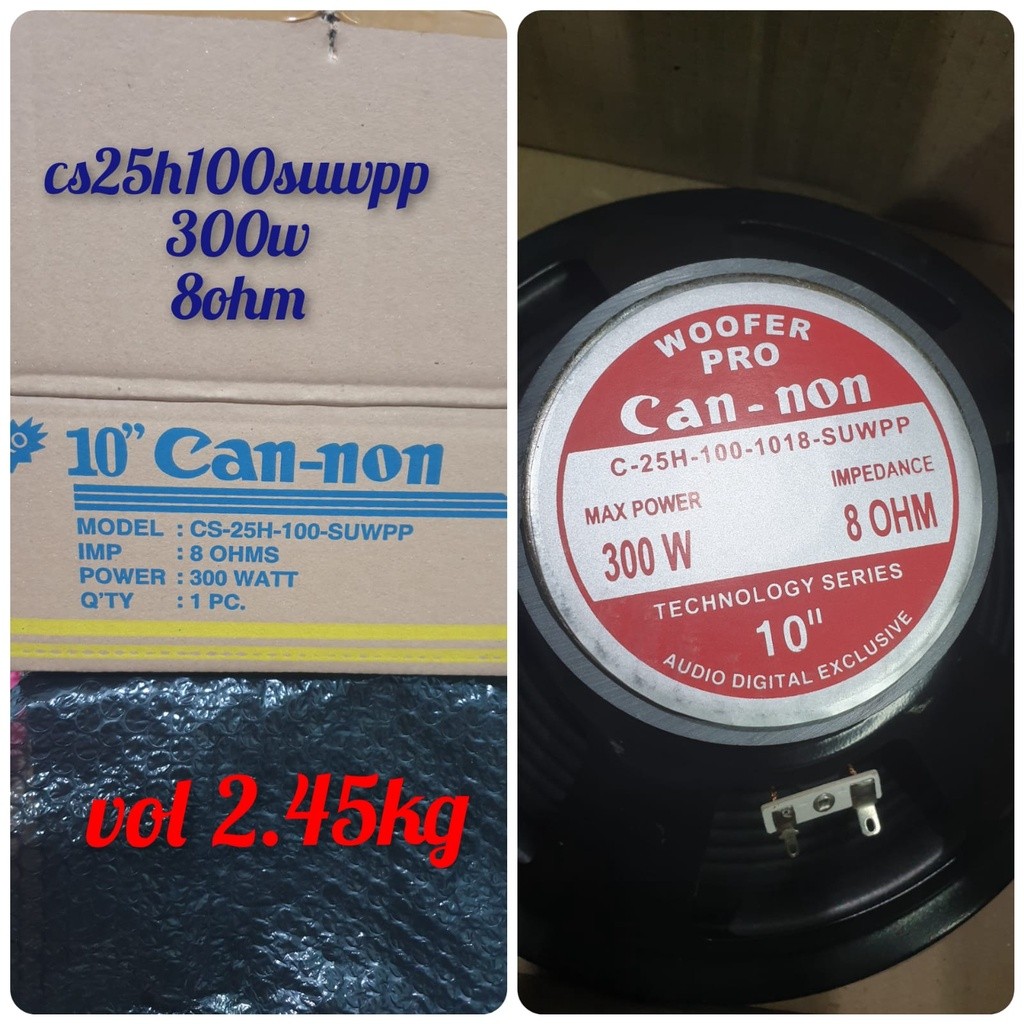 cs25h100suwpp
300w
8ohm
10” Can-non
MODEL : CS-25H-100-SUWPP
IMP : 8 OHMS
POWER : 300 WATT
Q'TY : 1 PC.
vol 2.45kg
WOOFER
PRO
Can-non
C-25H-100-1018-SUWPP
MAX POWER
300 W
IMPEDANCE
8 OHM
TECHNOLOGY SERIES
10"
AUDIO DIGITAL EXCLUSIVE